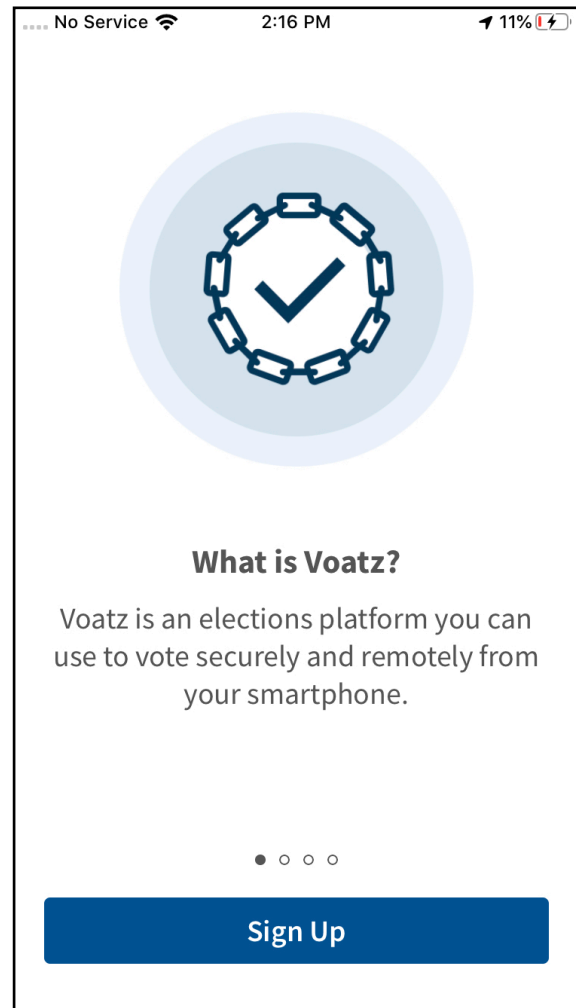 No Service 2:16 PM 11%
What is Voatz?
Voatz is an elections platform you can
use to vote securely and remotely from
your smartphone.
Sign Up